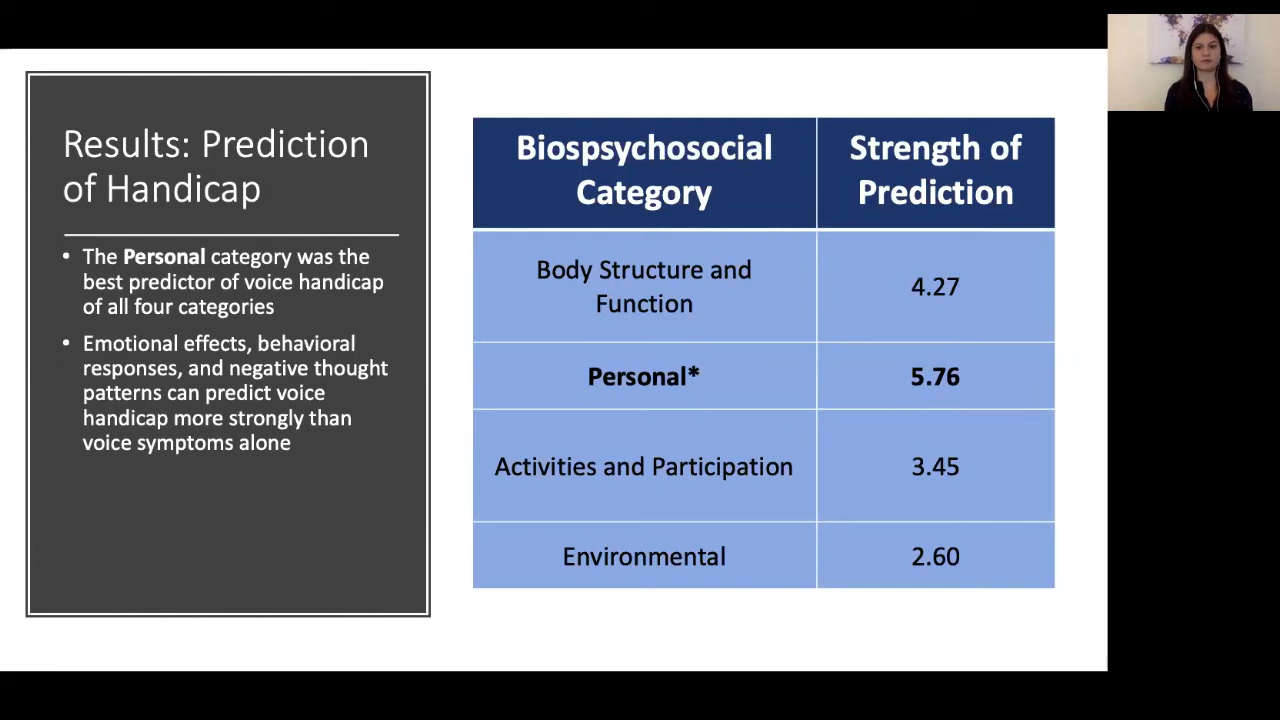 Results: Prediction
of Handicap
• The Personal category was the
best predictor of voice handicap
of all four categories
• Emotional effects, behavioral
responses, and negative thought
patterns can predict voice
handicap more strongly than
voice symptoms alone
Biospsychosocial
Category
Strength of
Prediction
Body Structure and
Function
4.27
Personal*
5.76
Activities and Participation
3.45
Environmental
2.60